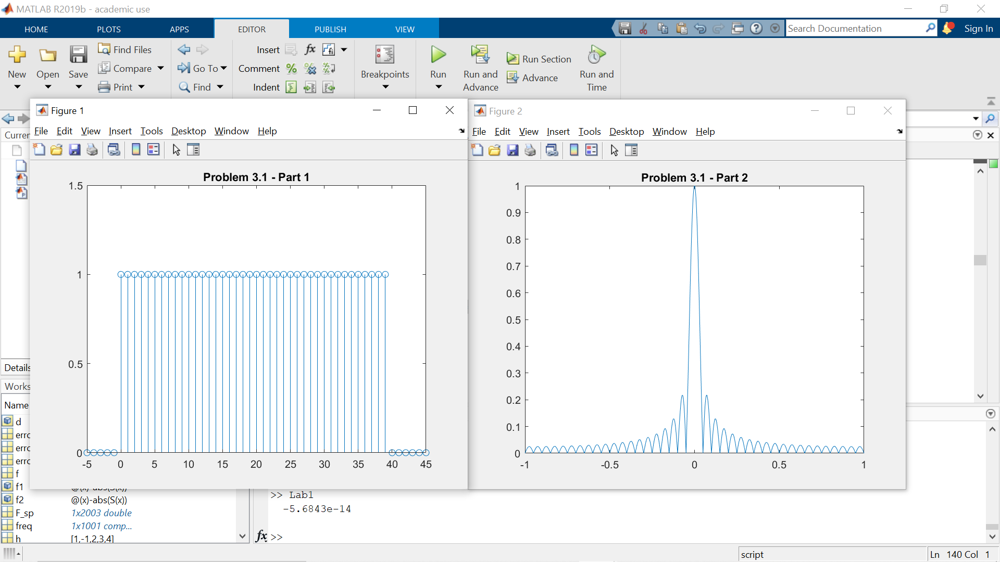 MATLAB R2019b - academic use
HOME PLOTS APPS EDITOR PUBLISH VIEW
Search Documentation
Sign In
New
Open
Save
Find Files
Compare
Print
Go To
Find
Insert
Comment
Indent
fx
fi
Breakpoints
Run
Run and Advance
Run Section
Advance
Run and Time
Figure 1
File Edit View Insert Tools Desktop Window Help
Problem 3.1 - Part 1
1.5
1
0.5
0
-5 0 5 10 15 20 25 30 35 40 45
Figure 2
File Edit View Insert Tools Desktop Window Help
Problem 3.1 - Part 2
1
0.9
0.8
0.7
0.6
0.5
0.4
0.3
0.2
0.1
0
-1 -0.5 0 0.5 1
Curren
Details
Works
Name
d
erro
erro
erro
f
f1 @(x)-abs(S(x))
f2 @(x)-abs(S(x))
F_sp 1x2003 double
freq 1x1001 comp...
h [1,-1,2,3,4]
>> Lab1
-5.6843e-14
fx >>
script
Ln 140 Col 1